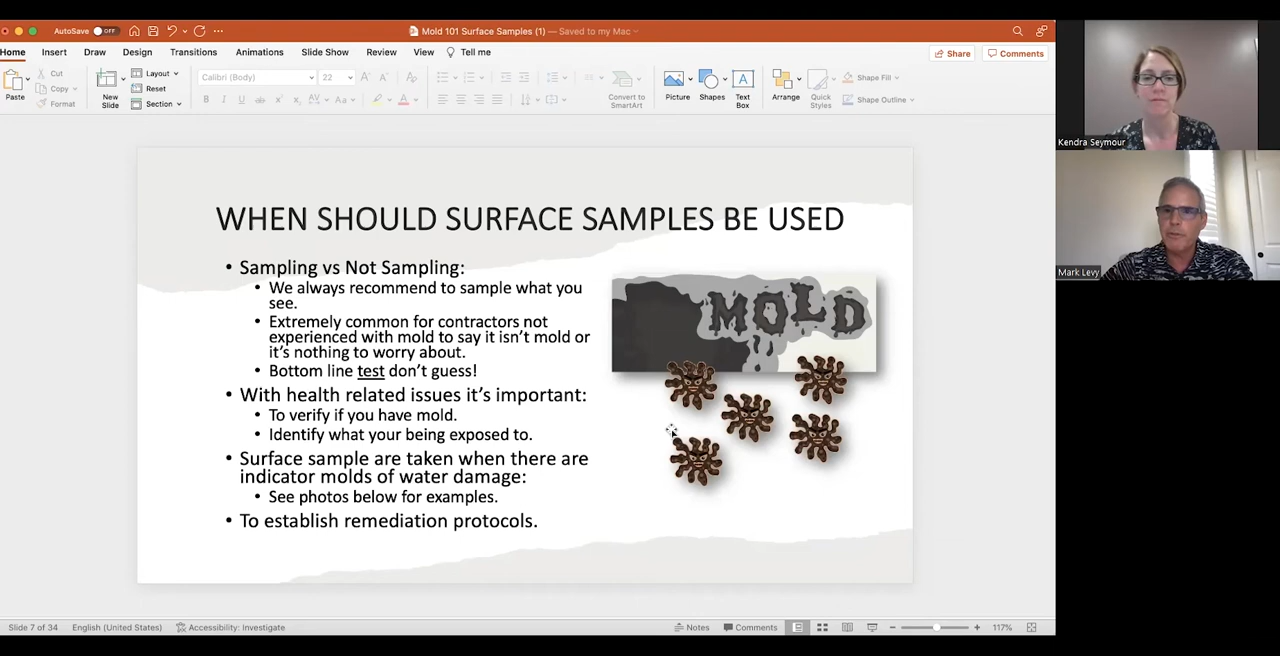 AutoSave OFF
Mold 101 Surface Samples (1) — Saved to my Mac
Home Insert Draw Design Transitions Animations Slide Show Review View Tell me
Share Comments
Paste
Cut
Copy
Format
New Slide
Layout
Reset
Section
Calibri (Body) 22
Convert to SmartArt
Picture
Shapes
Text Box
Arrange
Quick Styles
Shape Fill
Shape Outline
WHEN SHOULD SURFACE SAMPLES BE USED
• Sampling vs Not Sampling:
• We always recommend to sample what you
see.
• Extremely common for contractors not
experienced with mold to say it isn't mold or
it's nothing to worry about.
• Bottom line test don't guess!
• With health related issues it's important:
• To verify if you have mold.
• Identify what your being exposed to.
• Surface sample are taken when there are
indicator molds of water damage:
• See photos below for examples.
• To establish remediation protocols.
MOLD
Kendra Seymour
Mark Levy
Slide 7 of 34 English (United States) Accessibility: Investigate
Notes Comments 117%